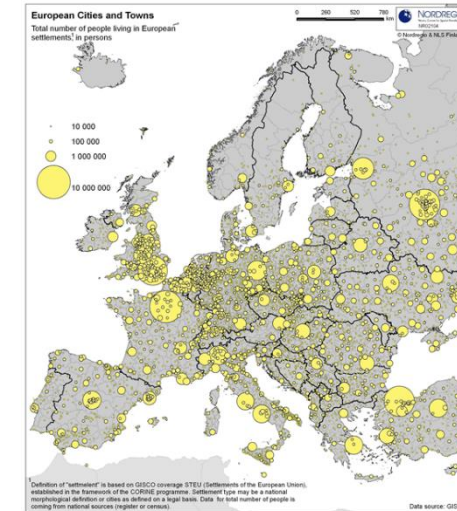 European Cities and Towns
Total number of people living in European
settlements¹ in persons
0 260 520 780
km
NORDREGIO
© Nordregio & NLS Finland
10 000
100 000
1 000 000
10 000 000
1
Definition of "settmelent" is based on GISCO coverage STEU (Settlements of the European Union),
established in the framework of the CORINE programme. Settlement type may be a national
morphological definition or cities as defined on a legal basis. Data for total number of people is
coming from national sources (register or census).
Data source: GIS